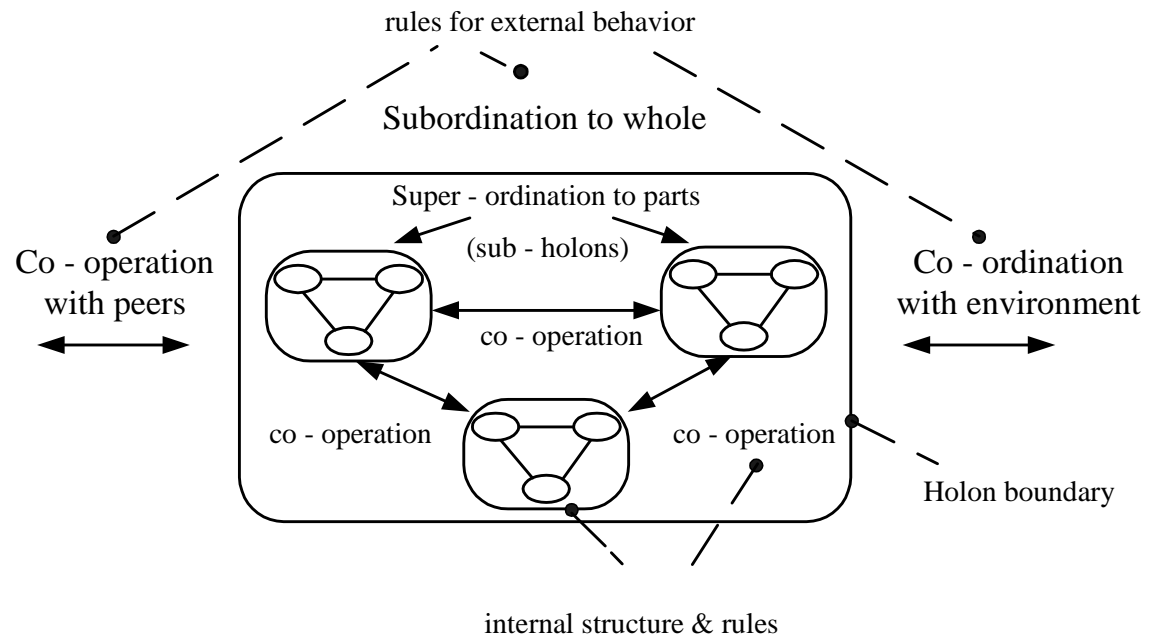 rules for external behavior
Subordination to whole
Super - ordination to parts
(sub - holons)
Co - operation
with peers
Co - ordination
with environment
co - operation
co - operation
co - operation
Holon boundary
internal structure & rules